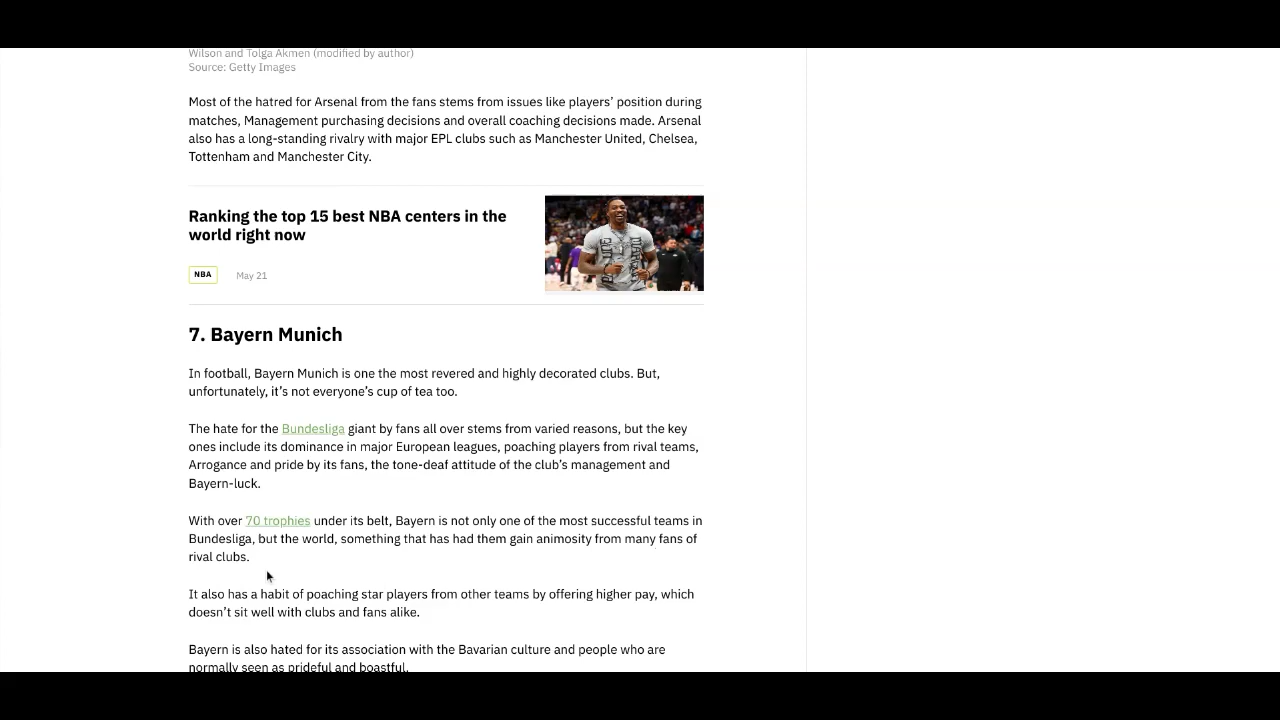 Wilson and Tolga Akmen (modified by author)
Source: Getty Images
Most of the hatred for Arsenal from the fans stems from issues like players’ position during
matches, Management purchasing decisions and overall coaching decisions made. Arsenal
also has a long-standing rivalry with major EPL clubs such as Manchester United, Chelsea,
Tottenham and Manchester City.
Ranking the top 15 best NBA centers in the
world right now
NBA May 21
7. Bayern Munich
In football, Bayern Munich is one the most revered and highly decorated clubs. But,
unfortunately, it’s not everyone’s cup of tea too.
The hate for the Bundesliga giant by fans all over stems from varied reasons, but the key
ones include its dominance in major European leagues, poaching players from rival teams,
Arrogance and pride by its fans, the tone-deaf attitude of the club’s management and
Bayern-luck.
With over 70 trophies under its belt, Bayern is not only one of the most successful teams in
Bundesliga, but the world, something that has had them gain animosity from many fans of
rival clubs.
It also has a habit of poaching star players from other teams by offering higher pay, which
doesn’t sit well with clubs and fans alike.
Bayern is also hated for its association with the Bavarian culture and people who are
normally seen as prideful and boastful.